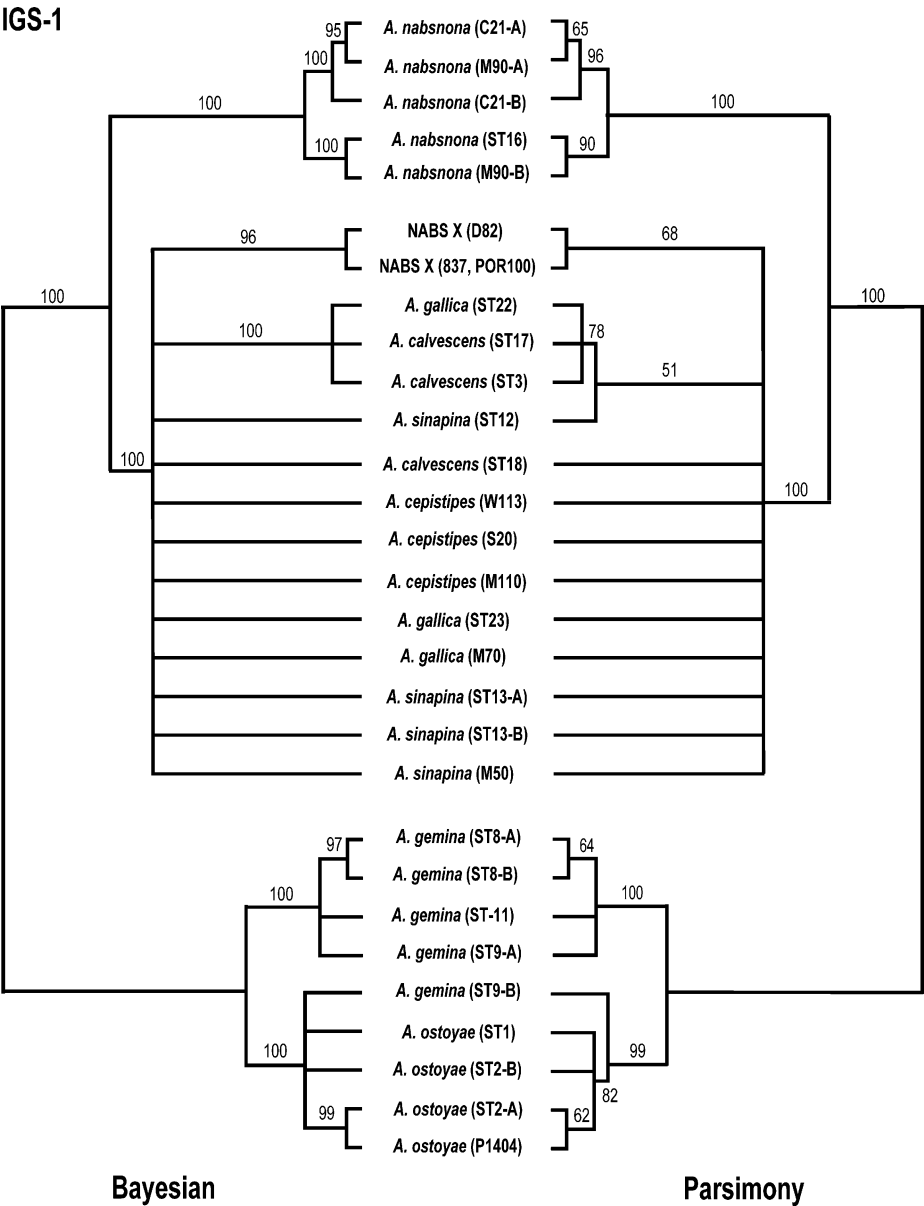 IGS-1
95 A. nabsnona (C21-A) 65
100 A. nabsnona (M90-A) 96
100 A. nabsnona (C21-B) 100
100 A. nabsnona (ST16) 90
A. nabsnona (M90-B)
NABS X (D82)
96 68
NABS X (837, POR100)
100 A. gallica (ST22) 100
100 A. calvescens (ST17) 78
A. calvescens (ST3) 51
A. sinapina (ST12)
100 A. calvescens (ST18)
A. cepistipes (W113) 100
A. cepistipes (S20)
A. cepistipes (M110)
A. gallica (ST23)
A. gallica (M70)
A. sinapina (ST13-A)
A. sinapina (ST13-B)
A. sinapina (M50)
97 A. gemina (ST8-A) 64
A. gemina (ST8-B)
100 100
A. gemina (ST-11)
A. gemina (ST9-A)
A. gemina (ST9-B)
A. ostoyae (ST1)
100 99
A. ostoyae (ST2-B)
82
99 A. ostoyae (ST2-A) 62
A. ostoyae (P1404)
Bayesian Parsimony